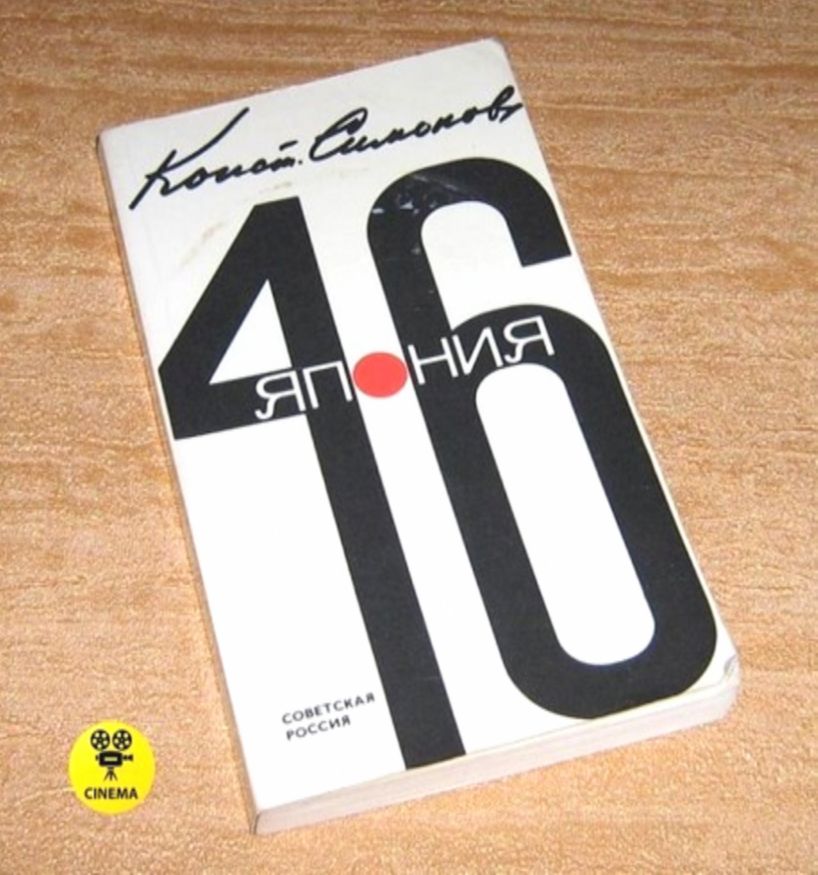 Конст. Симонов
46
ЯПОНИЯ
СОВЕТСКАЯ
РОССИЯ
CINEMA